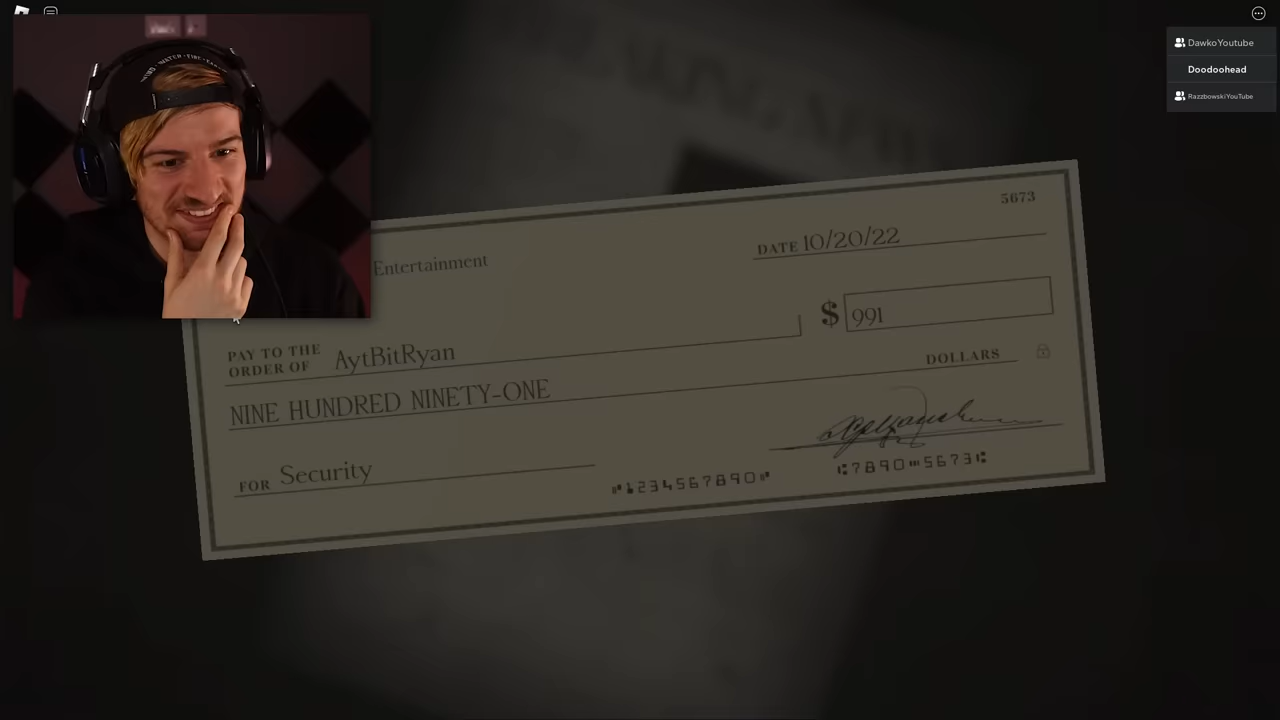 DawkoYoutube
Doodoohead
RazzbowskiYouTube
5673
DATE 10/20/22
Entertainment
$ 991
PAY TO THE
ORDER OF AytBitRyan
DOLLARS
NINE HUNDRED NINETY-ONE
FOR Security
1234567890
7890 5673